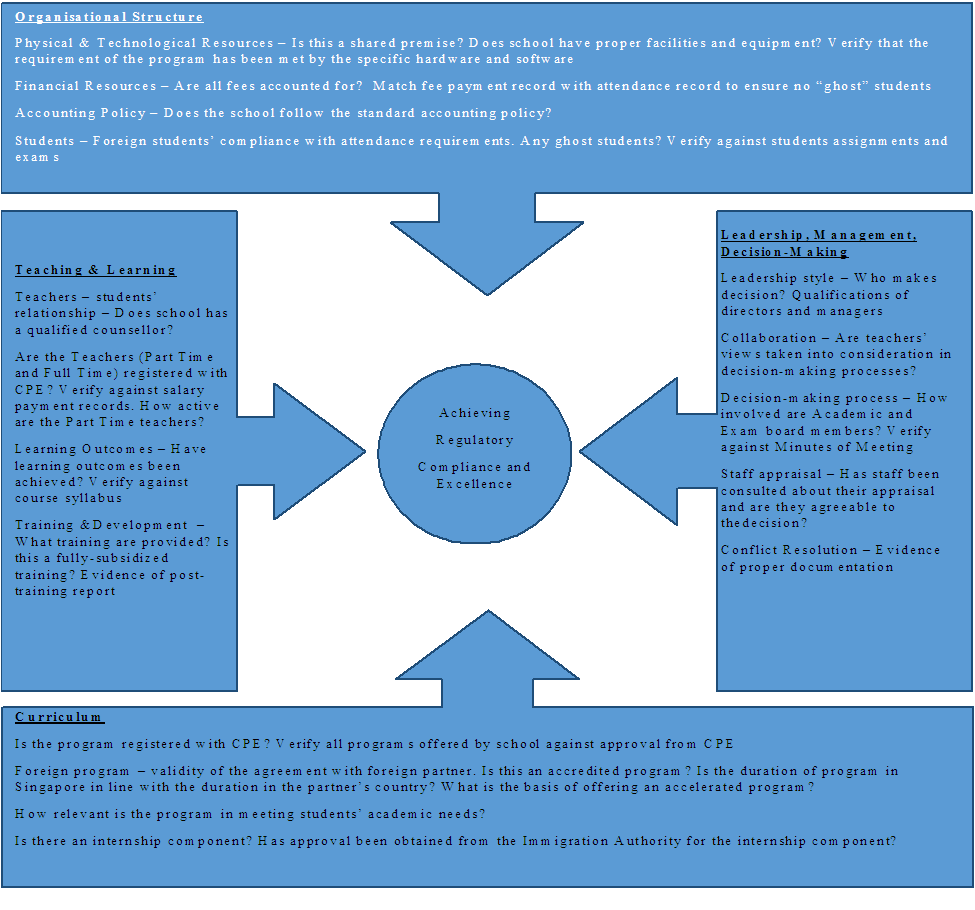 Organisational Structure
Physical & Technological Resources – Is this a shared premise? Does school have proper facilities and equipment? Verify that the
requirement of the program has been met by the specific hardware and software
Financial Resources – Are all fees accounted for? Match fee payment record with attendance record to ensure no “ghost” students
Accounting Policy – Does the school follow the standard accounting policy?
Students – Foreign students’ compliance with attendance requirements. Any ghost students? Verify against students assignments and
exams
Teaching & Learning
Teachers – students’
relationship – Does school has
a qualified counsellor?
Are the Teachers (Part Time
and Full Time) registered with
CPE? Verify against salary
payment records. How active
are the Part Time teachers?
Learning Outcomes – Have
learning outcomes been
achieved? Verify against
course syllabus
Training &Development –
What training are provided? Is
this a fully-subsidized
training? Evidence of post-
training report
Achieving
Regulatory
Compliance and
Excellence
Leadership, Management,
Decision-Making
Leadership style – Who makes
decision? Qualifications of
directors and managers
Collaboration – Are teachers’
views taken into consideration in
decision-making processes?
Decision-making process – How
involved are Academic and
Exam board members? Verify
against Minutes of Meeting
Staff appraisal – Has staff been
consulted about their appraisal
and are they agreeable to
thedecision?
Conflict Resolution – Evidence
of proper documentation
Curriculum
Is the program registered with CPE? Verify all programs offered by school against approval from CPE
Foreign program – validity of the agreement with foreign partner. Is this an accredited program? Is the duration of program in
Singapore in line with the duration in the partner’s country? What is the basis of offering an accelerated program?
How relevant is the program in meeting students’ academic needs?
Is there an internship component? Has approval been obtained from the Immigration Authority for the internship component?